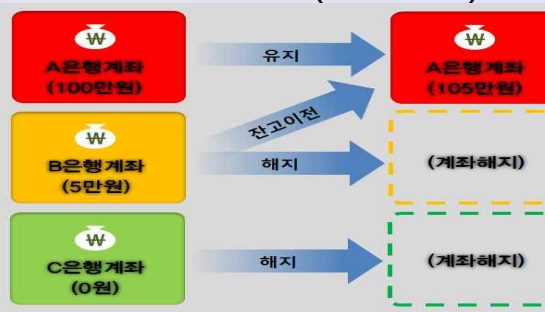 ₩
A은행계좌
(100만원)
유지
₩
A은행계좌
(105만원)
잔고이전
₩
B은행계좌
(5만원)
해지
(계좌해지)
₩
C은행계좌
(0원)
해지
(계좌해지)